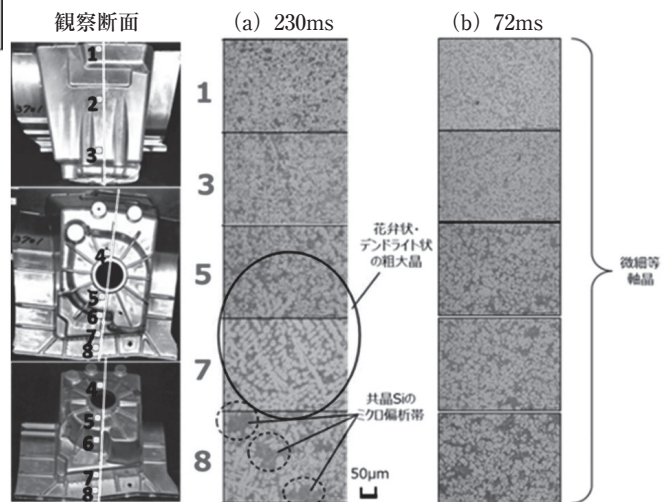 観察断面
(a) 230ms
(b) 72ms
1
2
3
4
5
6
7
8
4
5
6
7
8
1
3
5
7
8
花弁状・
デンドライト状
の粗大晶
共晶Siの
ミクロ偏析帯
50μm
微細等
軸晶